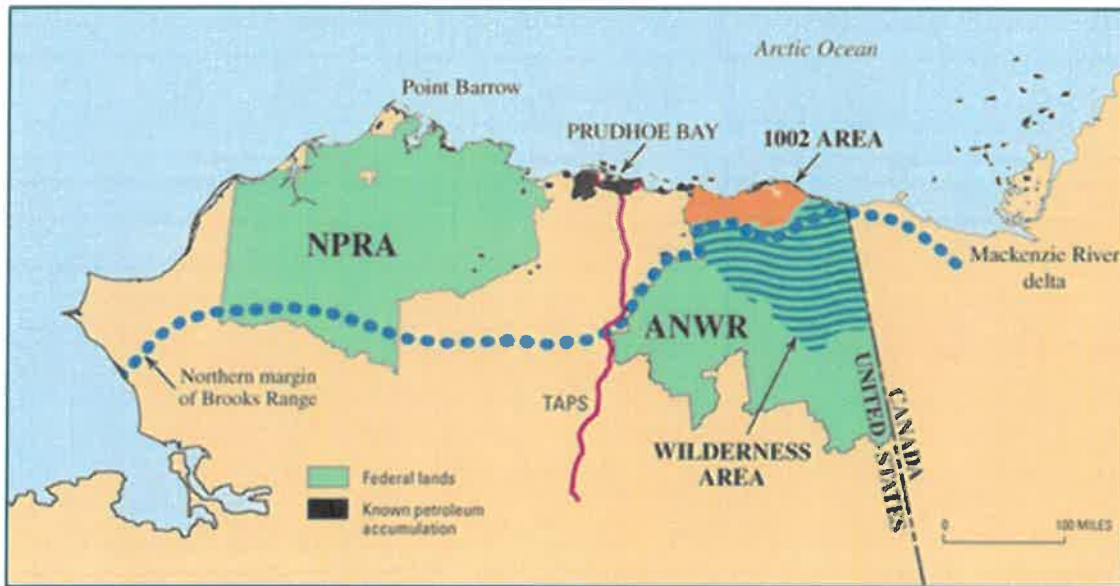 Arctic Ocean
Point Barrow
PRUDHOE BAY
1002 AREA
NPRA
Mackenzie River
delta
ANWR
Northern margin
of Brooks Range
TAPS
WILDERNESS
AREA
UNITED STATES
CANADA
Federal lands
Known petroleum
accumulation
0 100 MILES